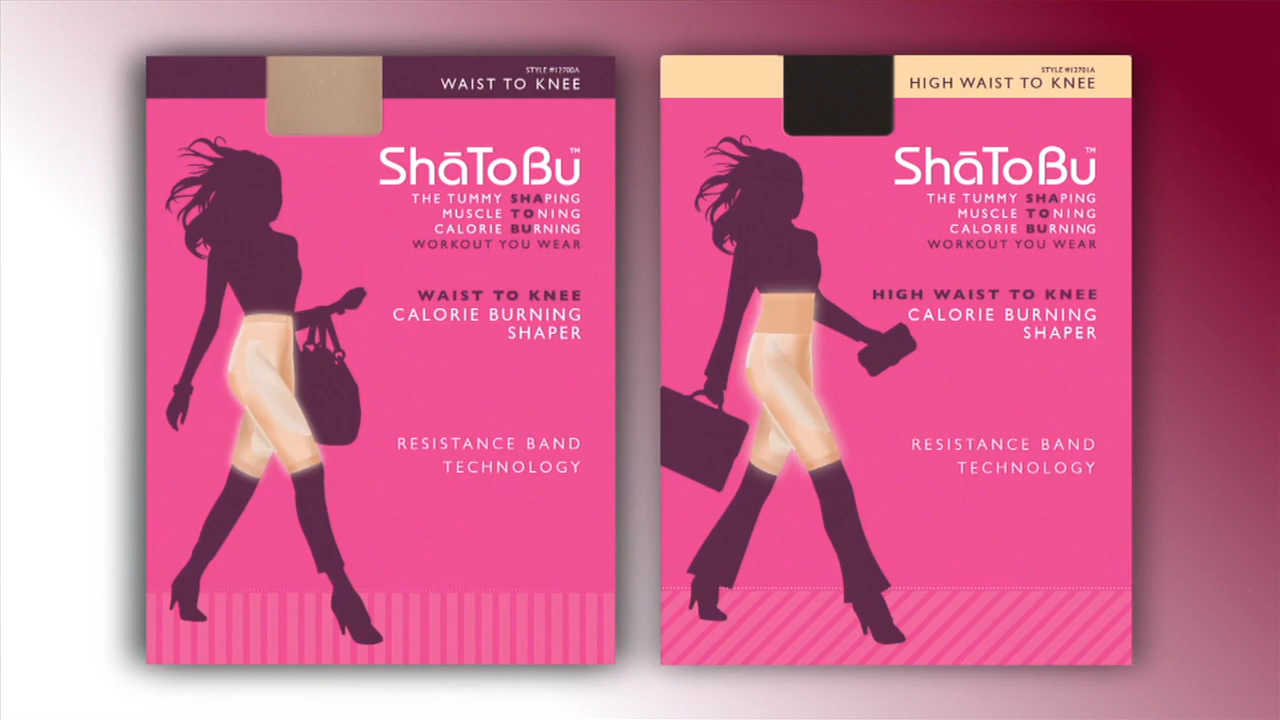 STYLE #12700A
WAIST TO KNEE
ShāToBu™
THE TUMMY SHAPING
MUSCLE TONING
CALORIE BURNING
WORKOUT YOU WEAR
WAIST TO KNEE
CALORIE BURNING
SHAPER
RESISTANCE BAND
TECHNOLOGY
STYLE #12701A
HIGH WAIST TO KNEE
ShāToBu™
THE TUMMY SHAPING
MUSCLE TONING
CALORIE BURNING
WORKOUT YOU WEAR
HIGH WAIST TO KNEE
CALORIE BURNING
SHAPER
RESISTANCE BAND
TECHNOLOGY